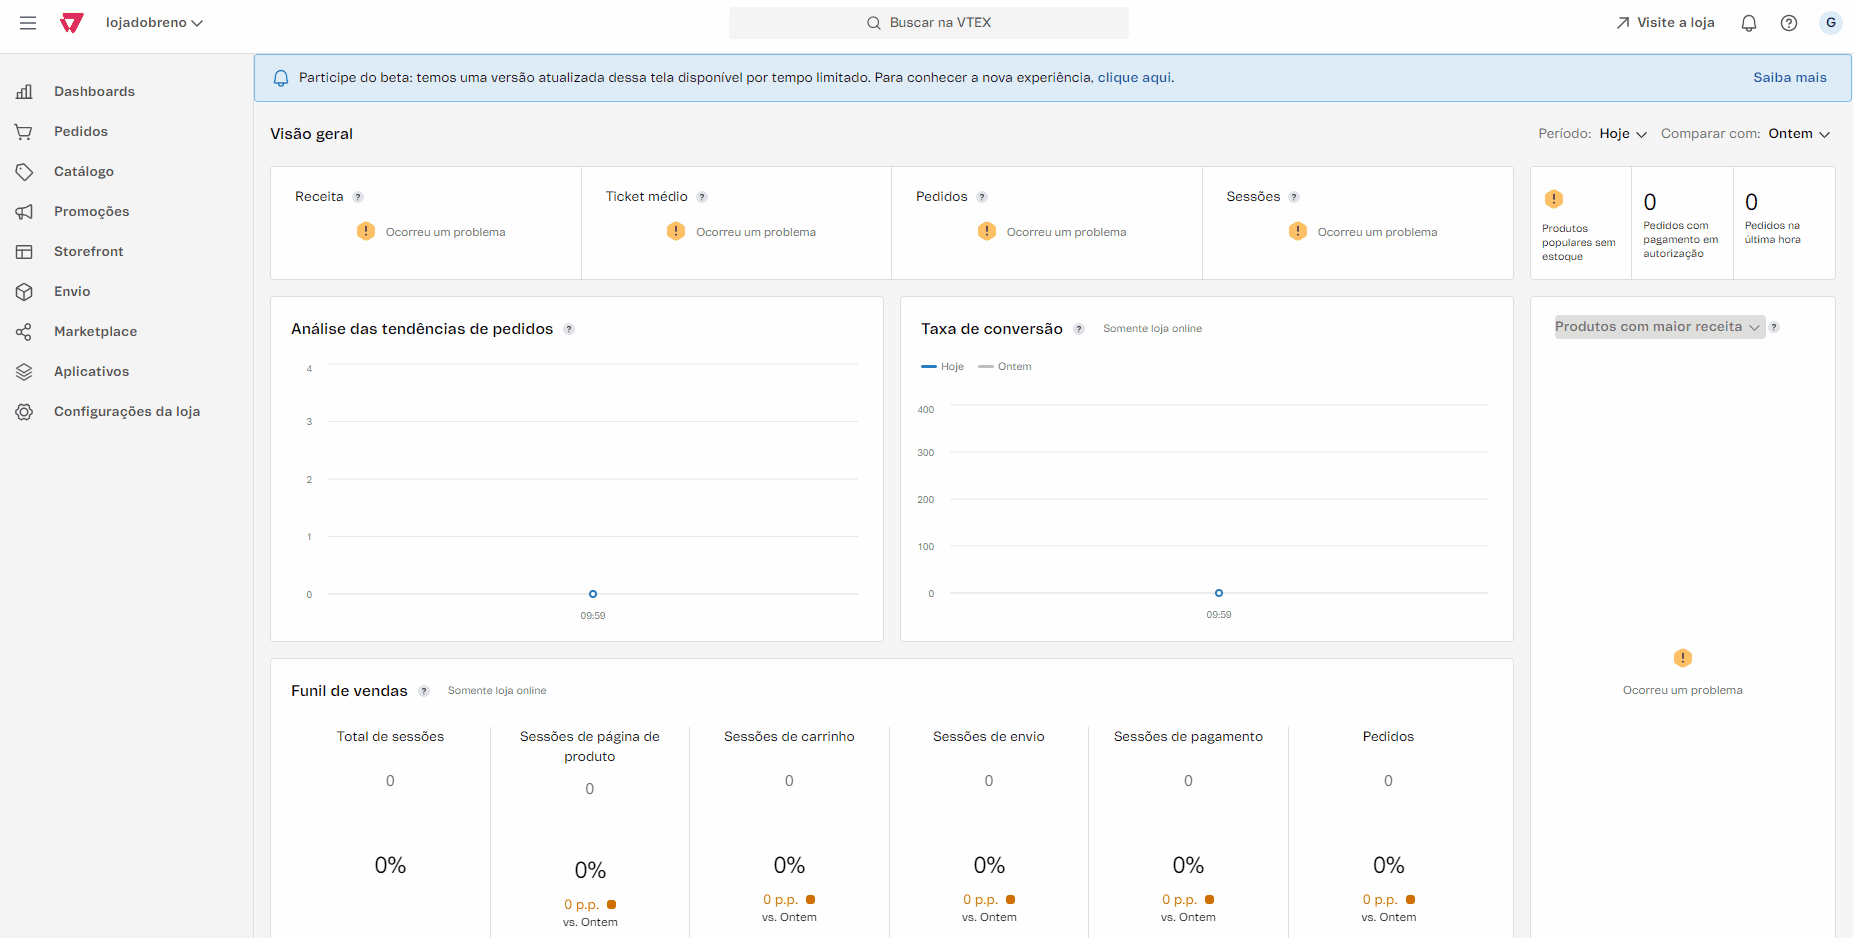 lojadobreno
Buscar na VTEX
Visite a loja
G
Participe do beta: temos uma versão atualizada dessa tela disponível por tempo limitado. Para conhecer a nova experiência, clique aqui.
Saiba mais
Dashboards
Pedidos
Catálogo
Promoções
Storefront
Envio
Marketplace
Aplicativos
Configurações da loja
Visão geral
Período: Hoje
Comparar com: Ontem
Receita ?
! Ocorreu um problema
Ticket médio ?
! Ocorreu um problema
Pedidos ?
! Ocorreu um problema
Sessões ?
! Ocorreu um problema
!
Produtos
populares sem
estoque
0
Pedidos com
pagamento em
autorização
0
Pedidos na
última hora
Análise das tendências de pedidos ?
4
3
2
1
0
09:59
Taxa de conversão ? Somente loja online
Hoje Ontem
400
300
200
100
0
09:59
Produtos com maior receita ?
!
Ocorreu um problema
Funil de vendas ? Somente loja online
Total de sessões
0
0%
Sessões de página de
produto
0
0%
0 p.p.
vs. Ontem
Sessões de carrinho
0
0%
0 p.p.
vs. Ontem
Sessões de envio
0
0%
0 p.p.
vs. Ontem
Sessões de pagamento
0
0%
0 p.p.
vs. Ontem
Pedidos
0
0%
0 p.p.
vs. Ontem